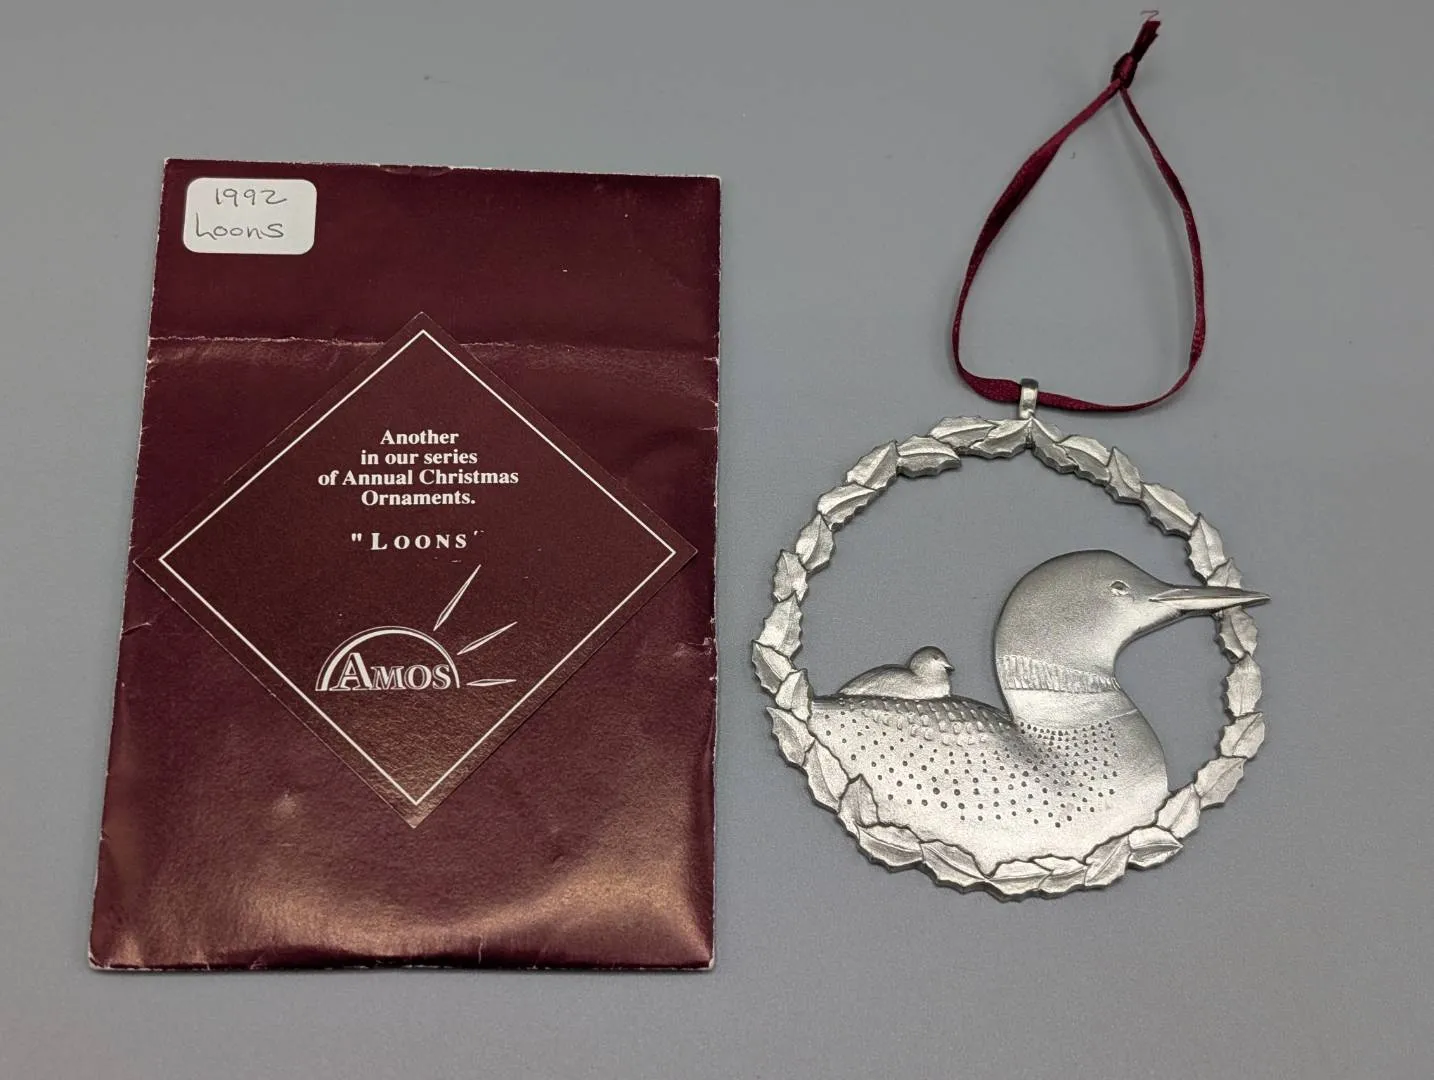 1992
Loons
Another
in our series
of Annual Christmas
Ornaments.
"LOONS"
AMOS